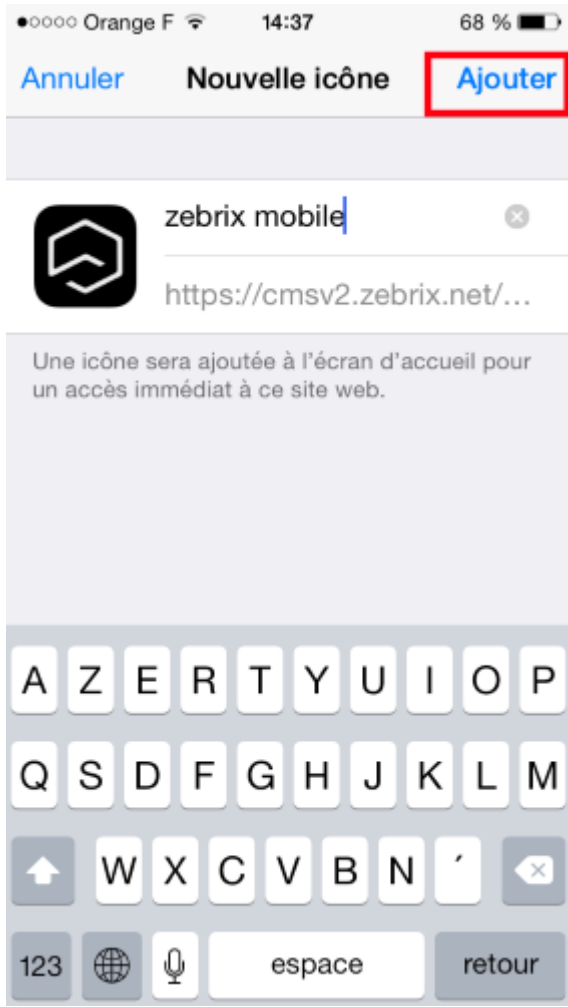 Orange F 14:37 68 %
Annuler Nouvelle icône Ajouter
zebrix mobile
https://cmsv2.zebrix.net/...
Une icône sera ajoutée à l'écran d'accueil pour
un accès immédiat à ce site web.
A Z E R T Y U I O P
Q S D F G H J K L M
W X C V B N ´
123 espace retour